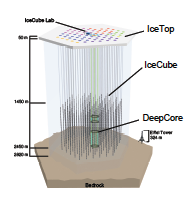 IceCube Lab
IceTop
50 m
IceCube
1450 m
DeepCore
Eiffel Tower
324 m
2450 m
2820 m
Bedrock